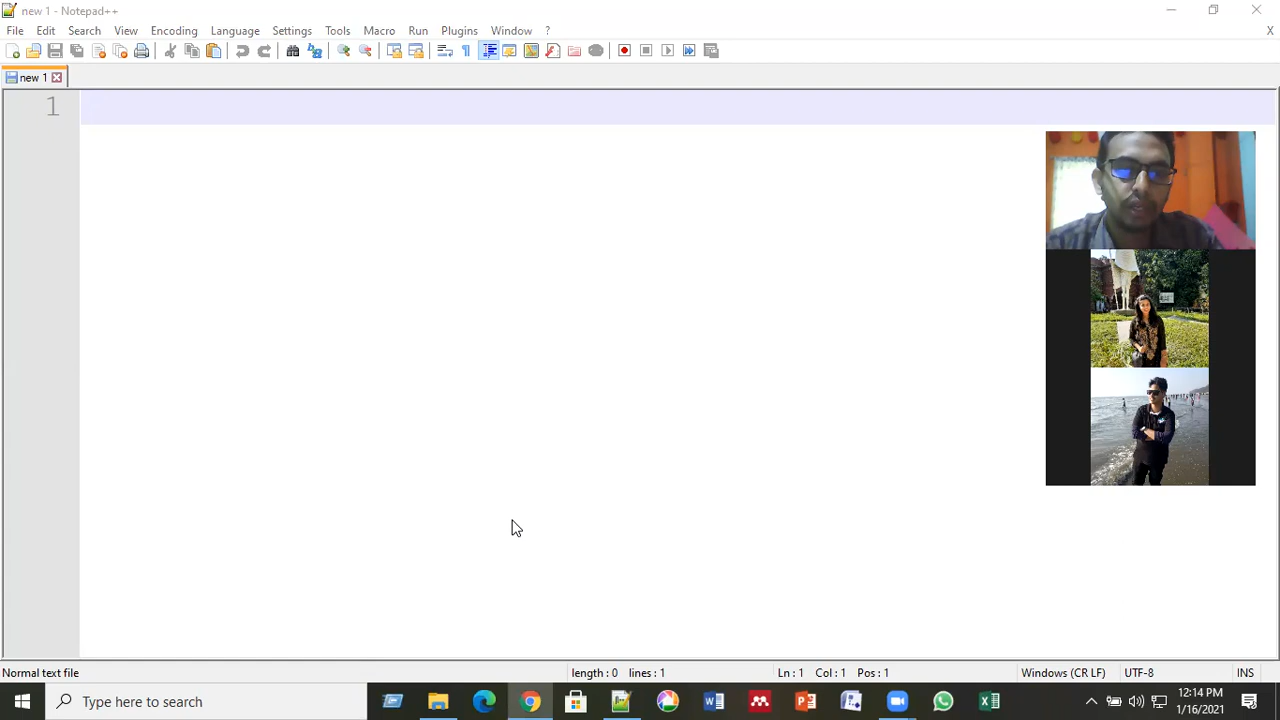 new 1 - Notepad++
File Edit Search View Encoding Language Settings Tools Macro Run Plugins Window ? X
new 1
1
Normal text file length : 0 lines : 1 Ln : 1 Col : 1 Pos : 1 Windows (CR LF) UTF-8 INS
Type here to search
12:14 PM
1/16/2021